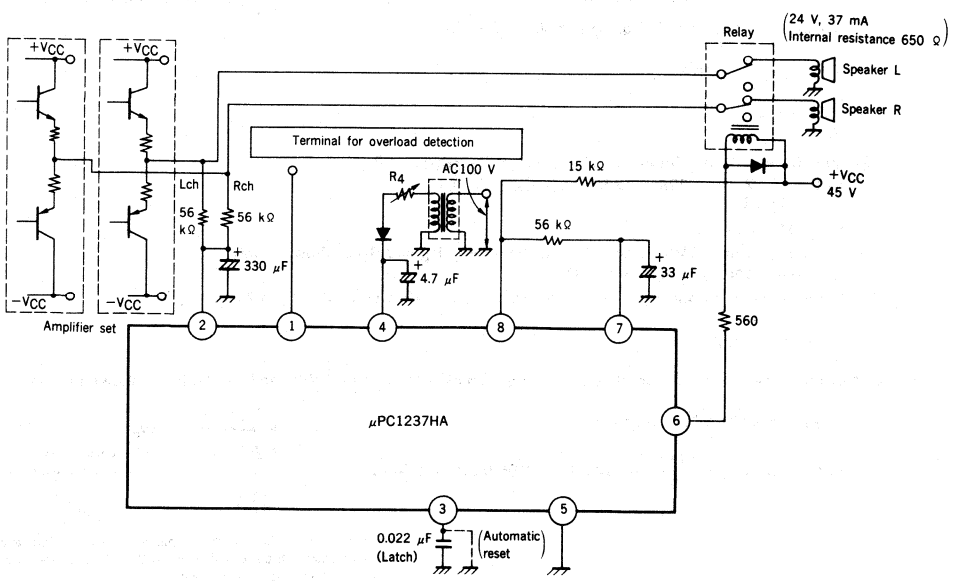 (24 V, 37 mA
Internal resistance 650 Ω)
Relay
+VCC
+VCC
Speaker L
Speaker R
Terminal for overload detection
AC100 V
R4
15 kΩ
+VCC
45 V
Lch
Rch
56 kΩ
56 kΩ
56 kΩ
+
330 μF
+
4.7 μF
+
33 μF
−VCC
−VCC
Amplifier set
2
1
4
8
7
560
μPC1237HA
6
3
5
0.022 μF
(Latch)
(Automatic
reset)